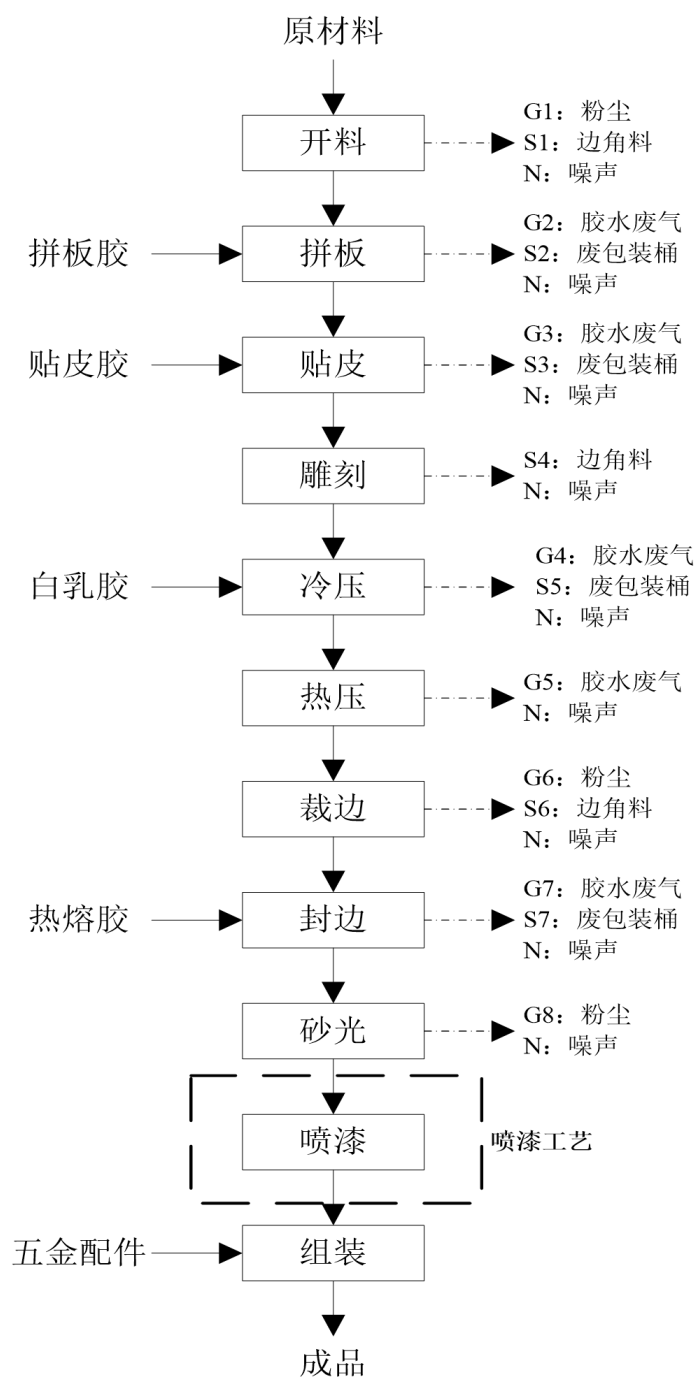 原材料
开料
G1：粉尘
S1：边角料
N：噪声
拼板胶
拼板
G2：胶水废气
S2：废包装桶
N：噪声
贴皮胶
贴皮
G3：胶水废气
S3：废包装桶
N：噪声
雕刻
S4：边角料
N：噪声
白乳胶
冷压
G4：胶水废气
S5：废包装桶
N：噪声
热压
G5：胶水废气
N：噪声
裁边
G6：粉尘
S6：边角料
N：噪声
热熔胶
封边
G7：胶水废气
S7：废包装桶
N：噪声
砂光
G8：粉尘
N：噪声
喷漆
喷漆工艺
五金配件
组装
成品